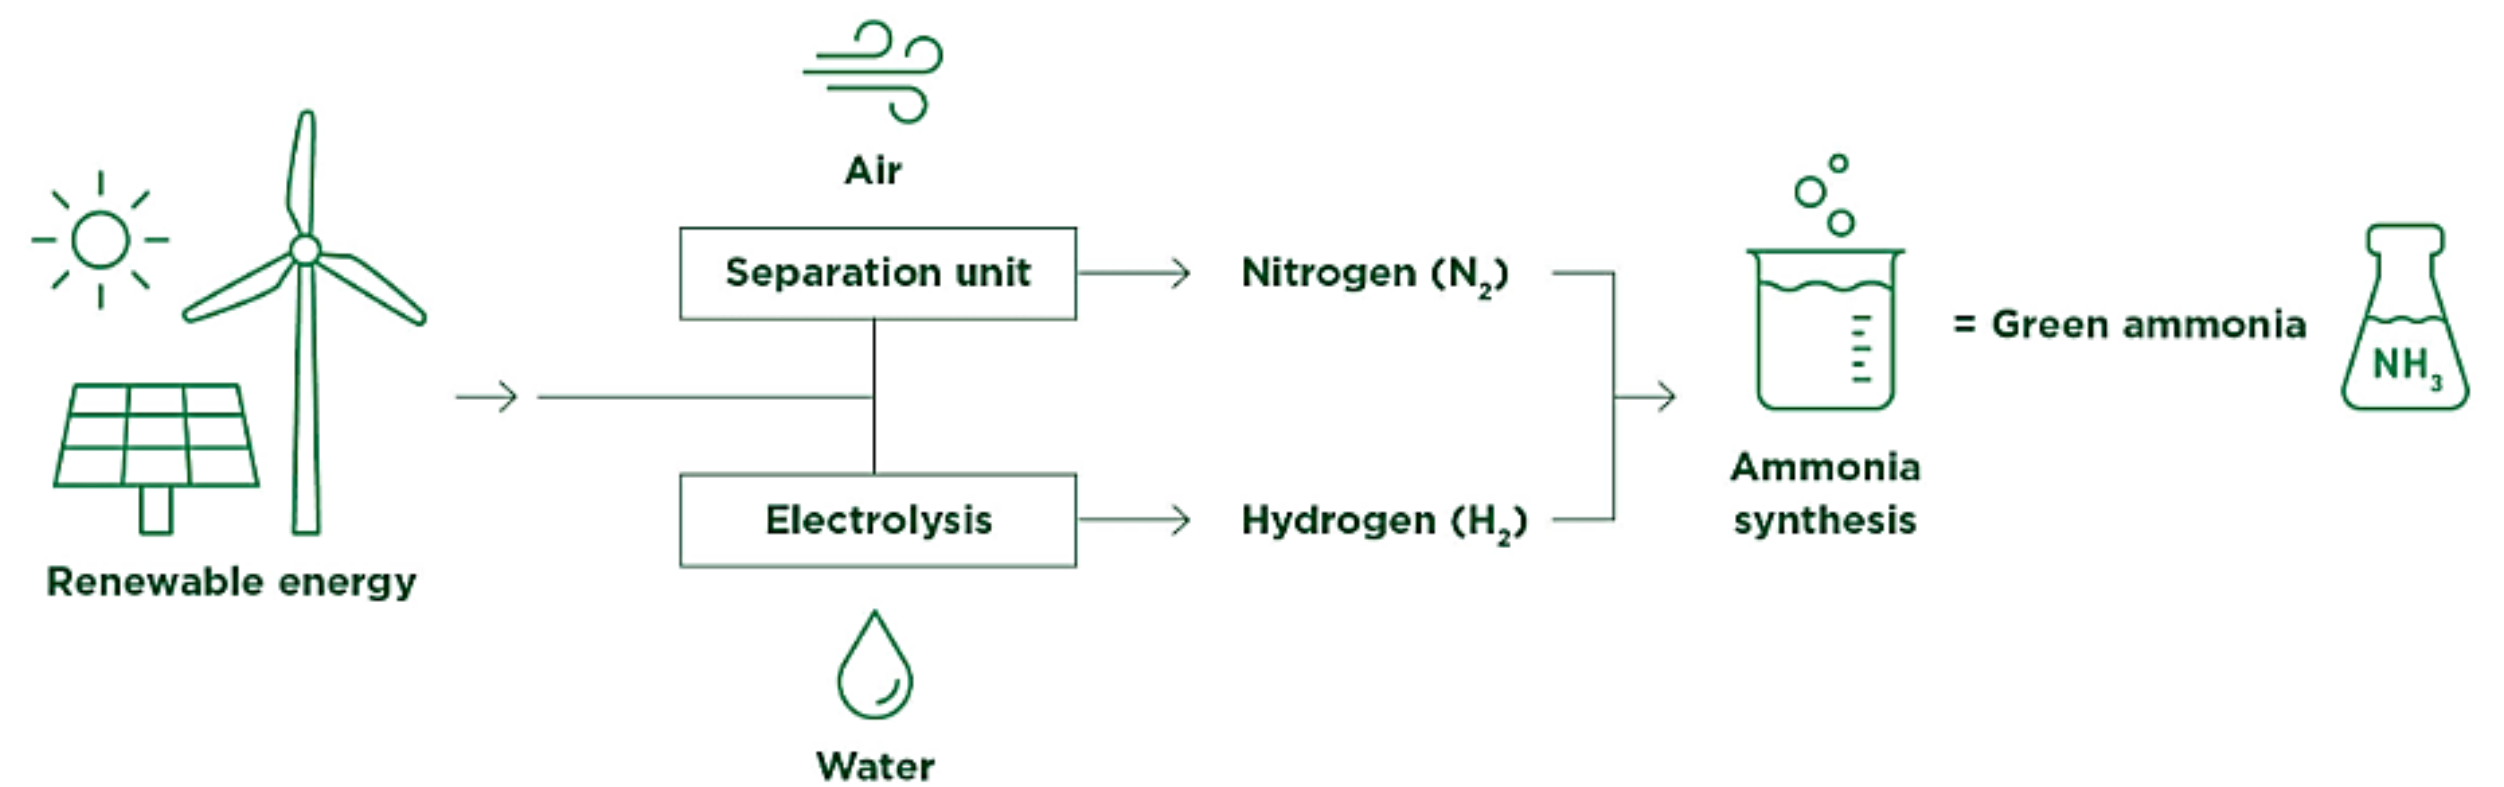 Air
Separation unit
Nitrogen (N₂)
= Green ammonia
NH₃
Ammonia
synthesis
Electrolysis
Hydrogen (H₂)
Renewable energy
Water